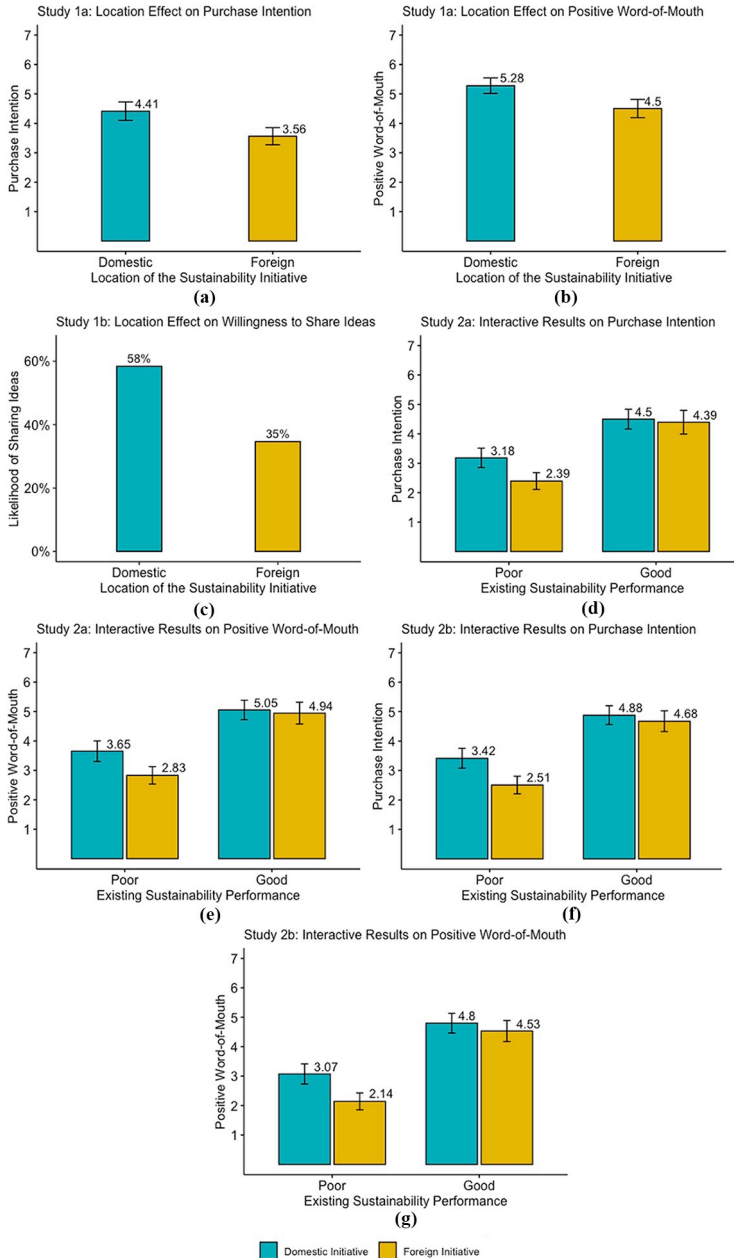 Study 1a: Location Effect on Purchase Intention
7
6
5
4
3
2
1
Purchase Intention
4.41
3.56
Domestic
Foreign
Location of the Sustainability Initiative
(a)
Study 1a: Location Effect on Positive Word-of-Mouth
7
6
5
4
3
2
1
Positive Word-of-Mouth
5.28
4.5
Domestic
Foreign
Location of the Sustainability Initiative
(b)
Study 1b: Location Effect on Willingness to Share Ideas
60%
40%
20%
0%
Likelihood of Sharing Ideas
58%
35%
Domestic
Foreign
Location of the Sustainability Initiative
(c)
Study 2a: Interactive Results on Purchase Intention
7
6
5
4
3
2
1
Purchase Intention
3.18
2.39
4.5
4.39
Poor
Good
Existing Sustainability Performance
(d)
Study 2a: Interactive Results on Positive Word-of-Mouth
7
6
5
4
3
2
1
Positive Word-of-Mouth
3.65
2.83
5.05
4.94
Poor
Good
Existing Sustainability Performance
(e)
Study 2b: Interactive Results on Purchase Intention
7
6
5
4
3
2
1
Purchase Intention
3.42
2.51
4.88
4.68
Poor
Good
Existing Sustainability Performance
(f)
Study 2b: Interactive Results on Positive Word-of-Mouth
7
6
5
4
3
2
1
Positive Word-of-Mouth
3.07
2.14
4.8
4.53
Poor
Good
Existing Sustainability Performance
(g)
Domestic Initiative
Foreign Initiative